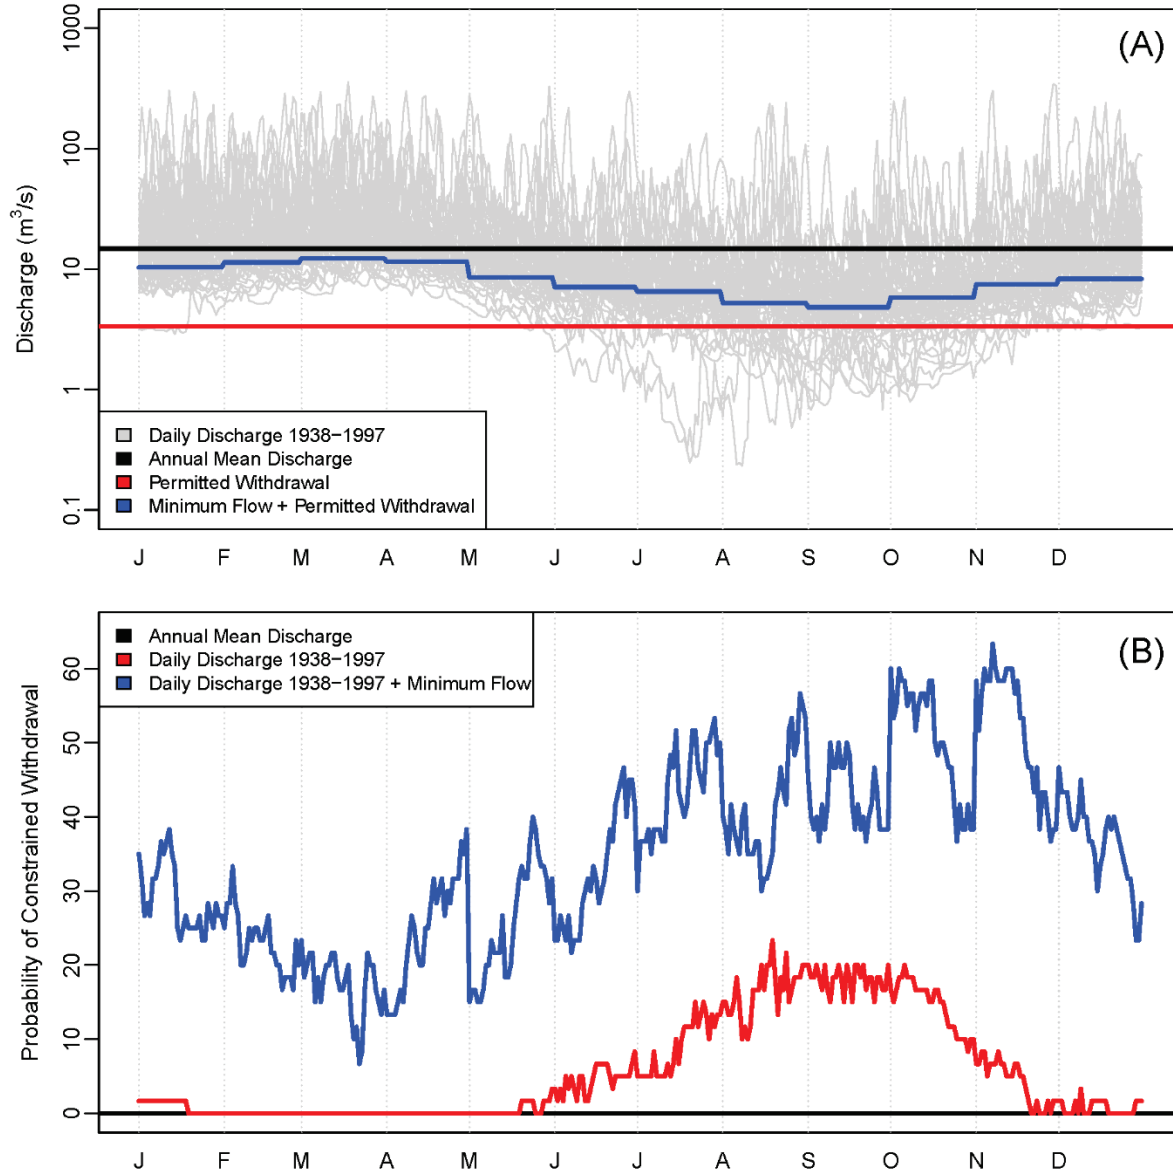 (A)
1000
100
10
1
0.1
Discharge (m³/s)
Daily Discharge 1938−1997
Annual Mean Discharge
Permitted Withdrawal
Minimum Flow + Permitted Withdrawal
J F M A M J J A S O N D
(B)
Annual Mean Discharge
Daily Discharge 1938−1997
Daily Discharge 1938−1997 + Minimum Flow
60
50
40
30
20
10
0
Probability of Constrained Withdrawal
J F M A M J J A S O N D